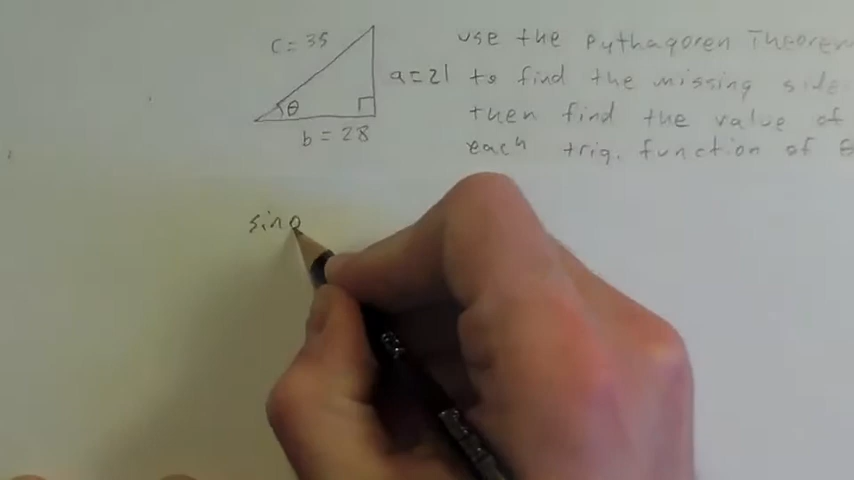 c = 35
use the pythagoren Theorem
a = 21
to find the missing side
θ
then find the value of
b = 28
each trig. function of θ
sin θ